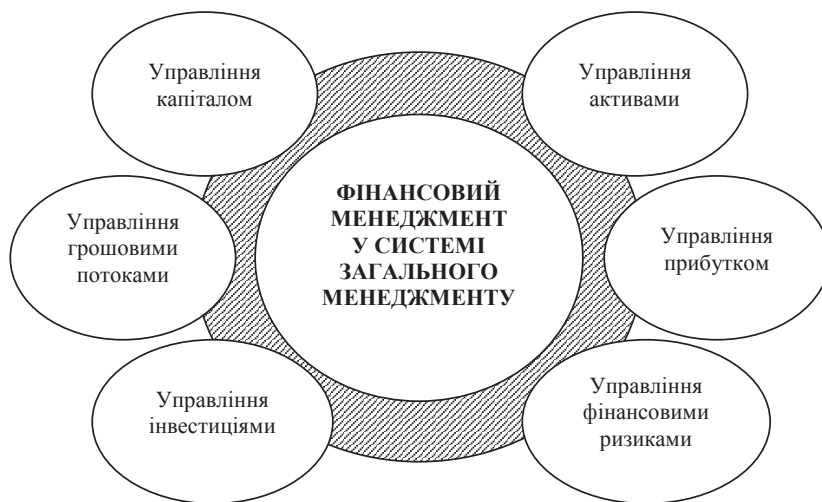 Управління
капіталом
Управління
активами
Управління
грошовими
потоками
ФІНАНСОВИЙ
МЕНЕДЖМЕНТ
У СИСТЕМІ
ЗАГАЛЬНОГО
МЕНЕДЖМЕНТУ
Управління
прибутком
Управління
інвестиціями
Управління
фінансовими
ризиками